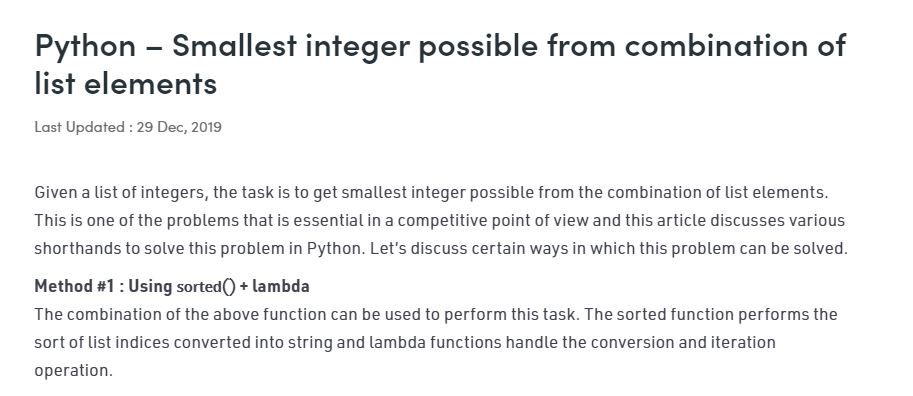 Python – Smallest integer possible from combination of
list elements
Last Updated : 29 Dec, 2019
Given a list of integers, the task is to get smallest integer possible from the combination of list elements.
This is one of the problems that is essential in a competitive point of view and this article discusses various
shorthands to solve this problem in Python. Let’s discuss certain ways in which this problem can be solved.
Method #1 : Using sorted() + lambda
The combination of the above function can be used to perform this task. The sorted function performs the
sort of list indices converted into string and lambda functions handle the conversion and iteration
operation.